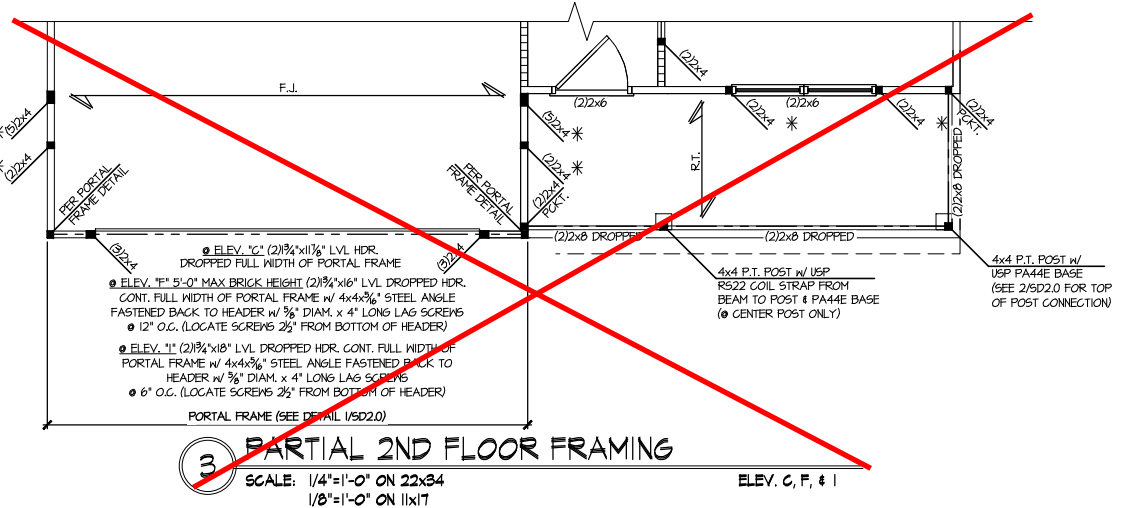 F.J.
(2)2x4
(2)2x6
(2)2x6
(5)2x4
(2)2x4
(5)2x4
(2)2x4
(2)2x4
PCKT.
(2)2x4
(2)2x4
(2)2x4
PCKT.
R.T.
(2)2x8 DROPPED
PER PORTAL
FRAME DETAIL
PER PORTAL
FRAME DETAIL
(3)2x4
(3)2x4
(2)2x8 DROPPED
(2)2x8 DROPPED
@ ELEV. "C" (2)1¾"x11⅞" LVL HDR.
DROPPED FULL WIDTH OF PORTAL FRAME
@ ELEV. "F" 5'-0" MAX BRICK HEIGHT (2)1¾"x16" LVL DROPPED HDR.
CONT. FULL WIDTH OF PORTAL FRAME W/ 4x4x5/16" STEEL ANGLE
FASTENED BACK TO HEADER W/ ⅝" DIAM. x 4" LONG LAG SCREWS
@ 12" O.C. (LOCATE SCREWS 2½" FROM BOTTOM OF HEADER)
@ ELEV. "I" (2)1¾"x18" LVL DROPPED HDR. CONT. FULL WIDTH OF
PORTAL FRAME W/ 4x4x5/16" STEEL ANGLE FASTENED BACK TO
HEADER W/ ⅝" DIAM. x 4" LONG LAG SCREWS
@ 6" O.C. (LOCATE SCREWS 2½" FROM BOTTOM OF HEADER)
PORTAL FRAME (SEE DETAIL 1/SD2.0)
4x4 P.T. POST W/ USP
RS22 COIL STRAP FROM
BEAM TO POST & PA44E BASE
(@ CENTER POST ONLY)
4x4 P.T. POST W/
USP PA44E BASE
(SEE 2/SD2.0 FOR TOP
OF POST CONNECTION)
3
PARTIAL 2ND FLOOR FRAMING
SCALE: 1/4"=1'-0" ON 22x34
1/8"=1'-0" ON 11x17
ELEV. C, F, & I